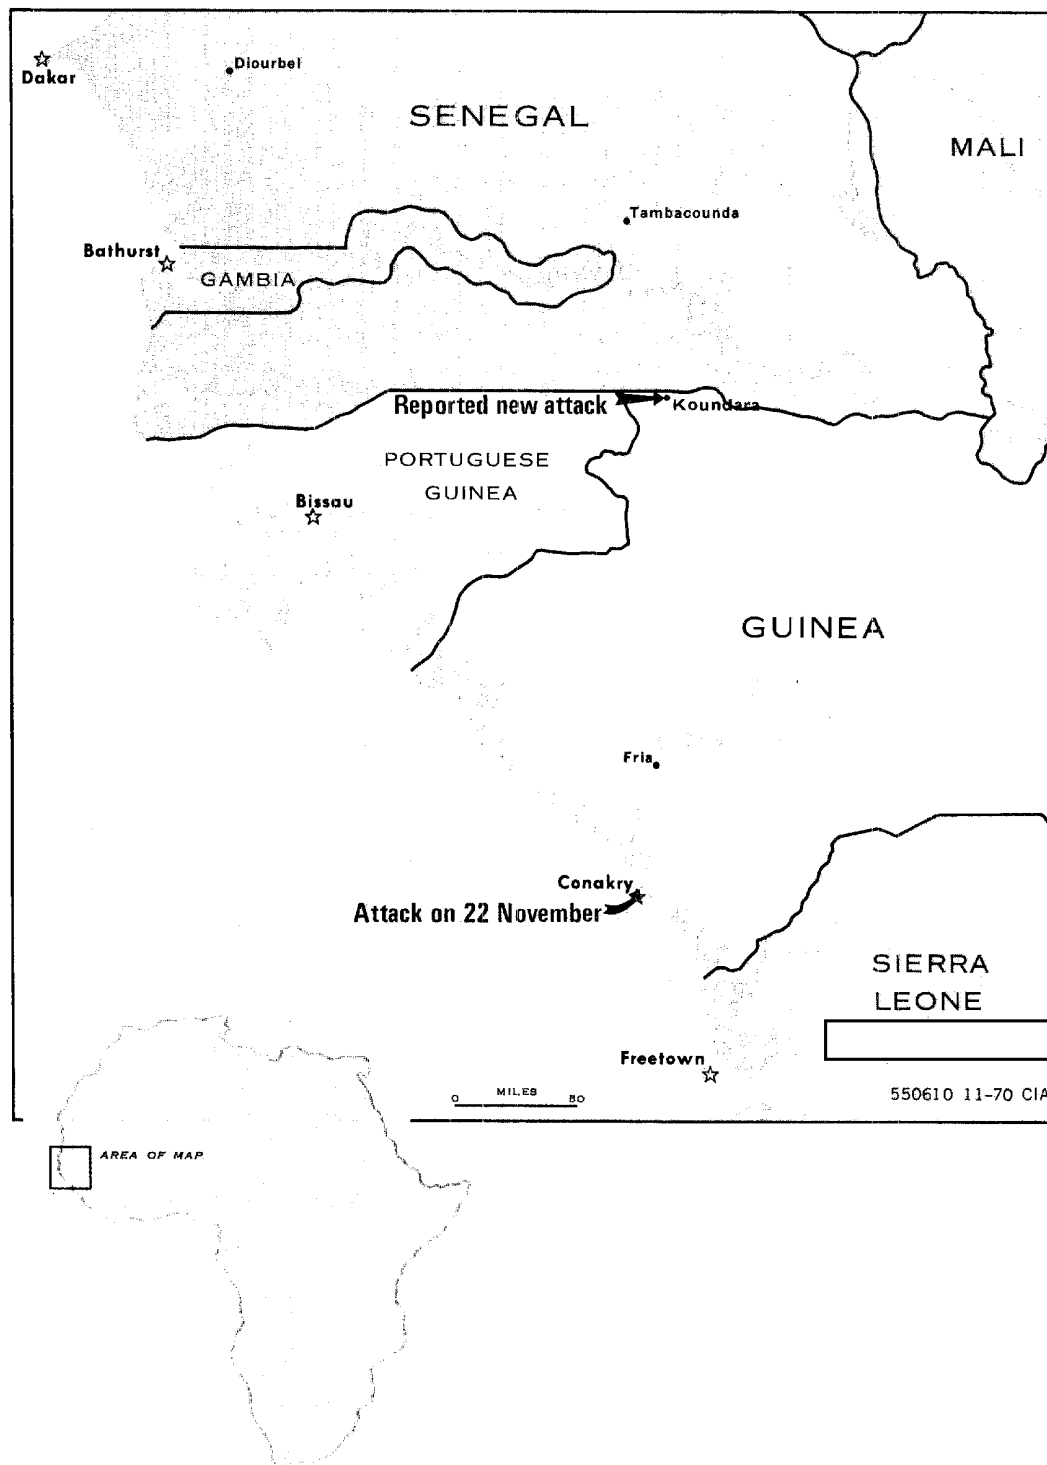 Dakar
Diourbel
SENEGAL
MALI
Tambacounda
Bathurst
GAMBIA
Reported new attack
Koundara
PORTUGUESE
GUINEA
Bissau
GUINEA
Fria
Conakry
Attack on 22 November
SIERRA
LEONE
Freetown
0 MILES 50
550610 11-70 CIA
AREA OF MAP